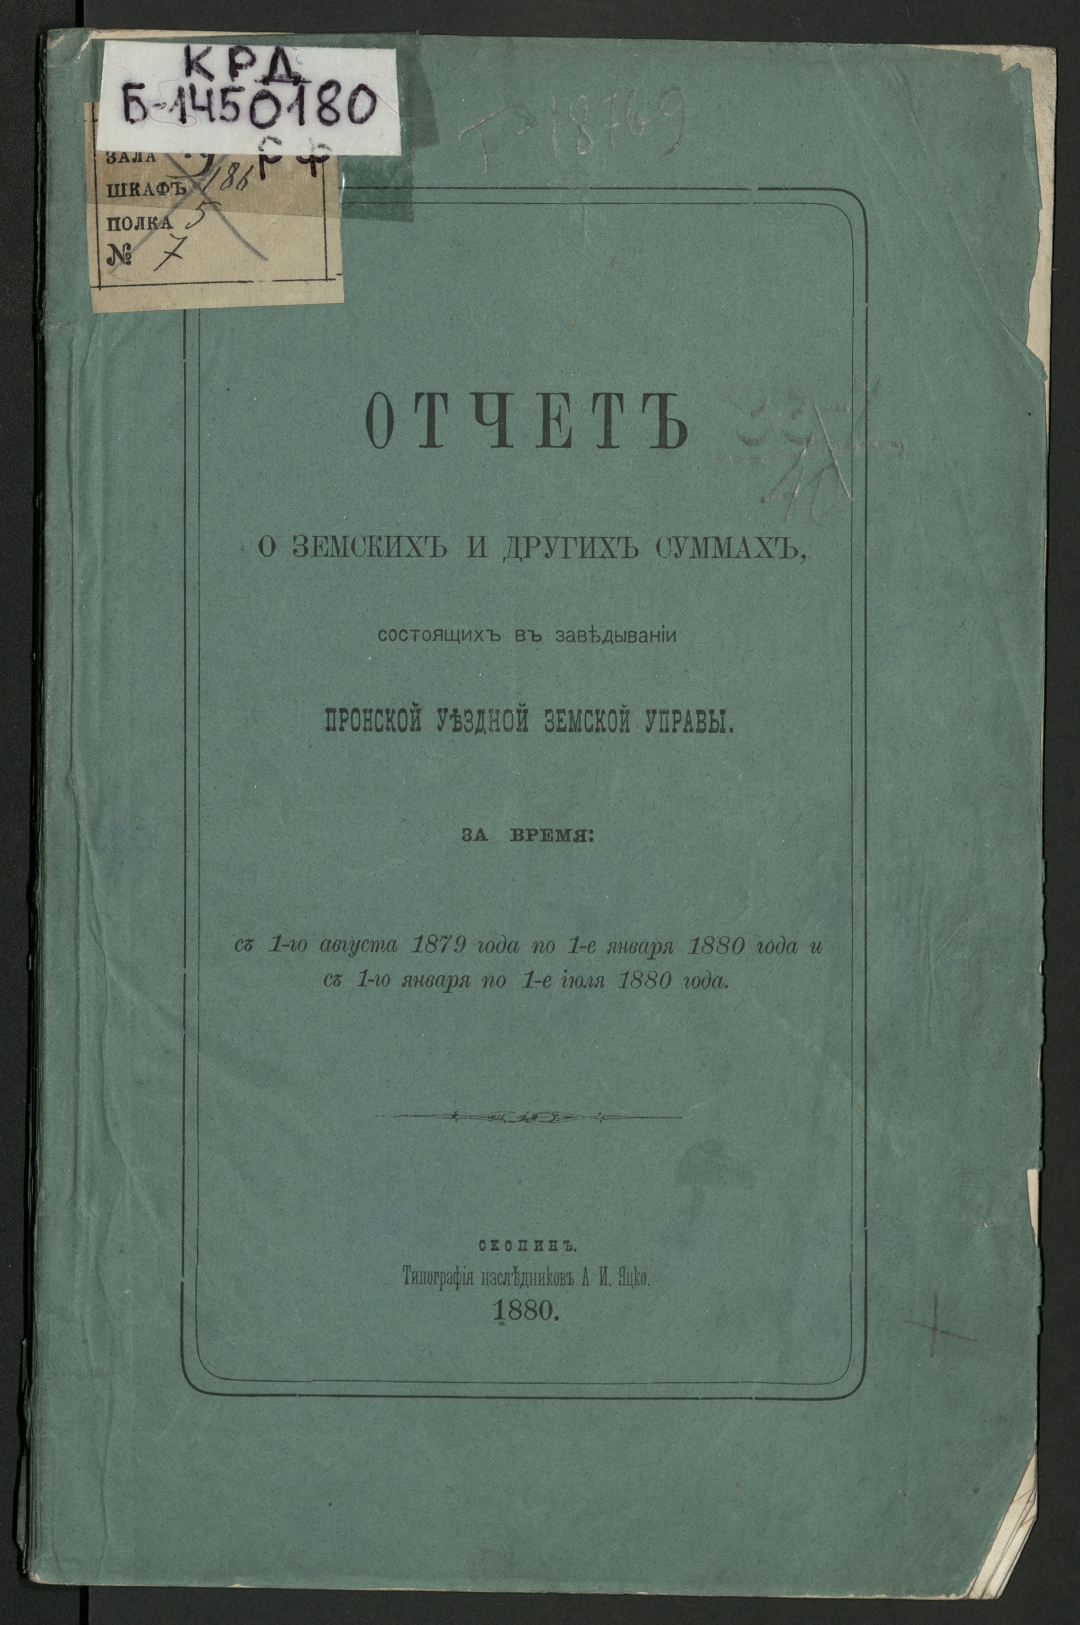 КРД
Б-1450180
рф
ЗАЛА
ШКАФЪ 186
ПОЛКА 5
№ 7
ОТЧЕТЪ
О ЗЕМСКИХЪ И ДРУГИХЪ СУММАХЪ,
состоящихъ въ завѣдываніи
ПРОНСКОЙ УѢЗДНОЙ ЗЕМСКОЙ УПРАВЫ.
ЗА ВРЕМЯ:
съ 1-го августа 1879 года по 1-е января 1880 года и
съ 1-го января по 1-е іюля 1880 года.
СКОПИНЪ.
Типографія наслѣдниковъ А. И. Яцко.
1880.